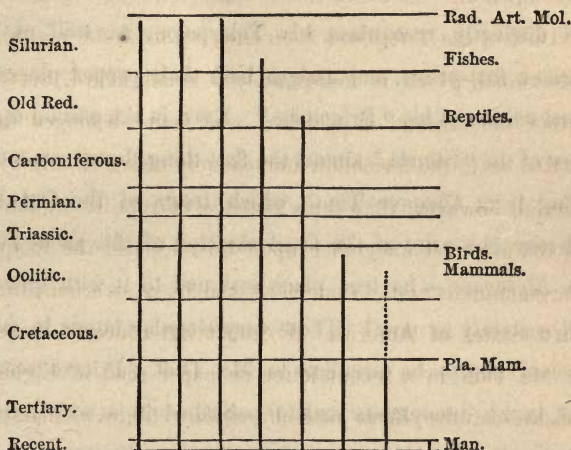 Rad. Art. Mol.
Silurian.
Fishes.
Old Red.
Reptiles.
Carboniferous.
Permian.
Triassic.
Birds.
Mammals.
Oolitic.
Cretaceous.
Pla. Mam.
Tertiary.
Recent.
Man.